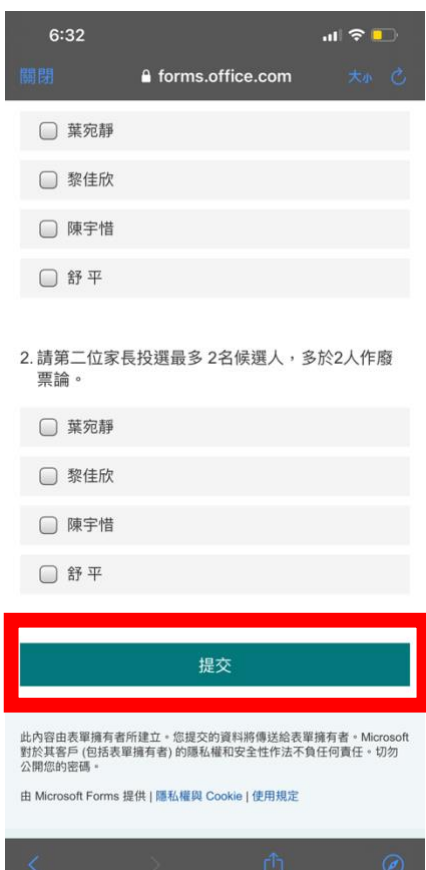 6:32
關閉 forms.office.com 大小
葉宛靜
黎佳欣
陳宇惜
舒 平
2. 請第二位家長投選最多 2名候選人，多於2人作廢
票論。
葉宛靜
黎佳欣
陳宇惜
舒 平
提交
此內容由表單擁有者所建立。您提交的資料將傳送給表單擁有者。Microsoft
對於其客戶 (包括表單擁有者) 的隱私權和安全性作法不負任何責任。切勿
公開您的密碼。
由 Microsoft Forms 提供 | 隱私權與 Cookie | 使用規定